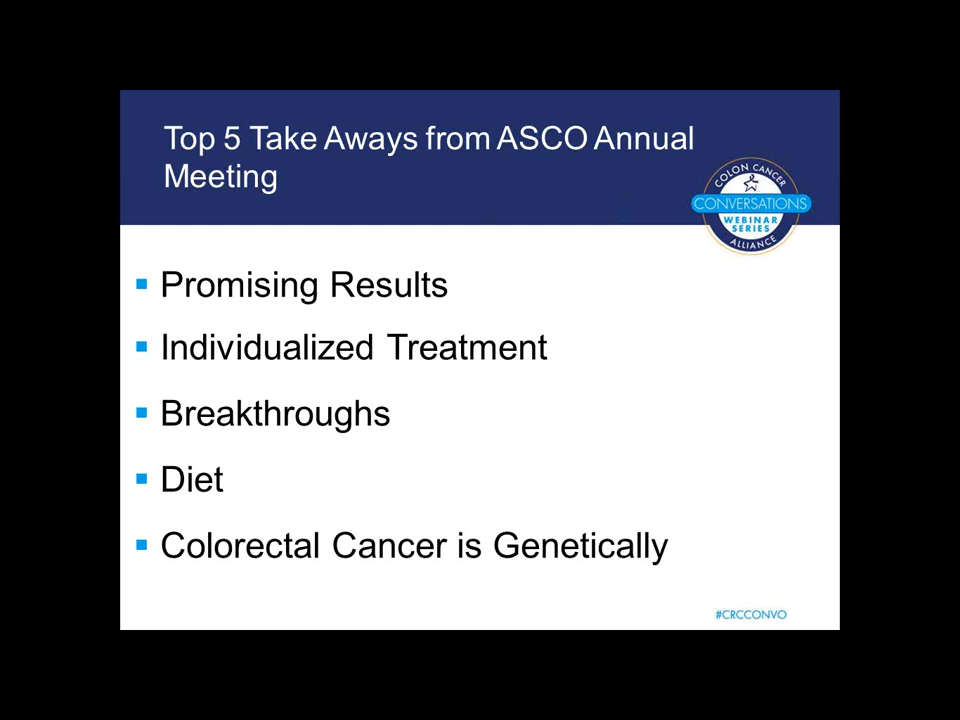 Top 5 Take Aways from ASCO Annual
Meeting
COLON CANCER
CONVERSATIONS
WEBINAR
SERIES
ALLIANCE
Promising Results
Individualized Treatment
Breakthroughs
Diet
Colorectal Cancer is Genetically
#CRCCONVO